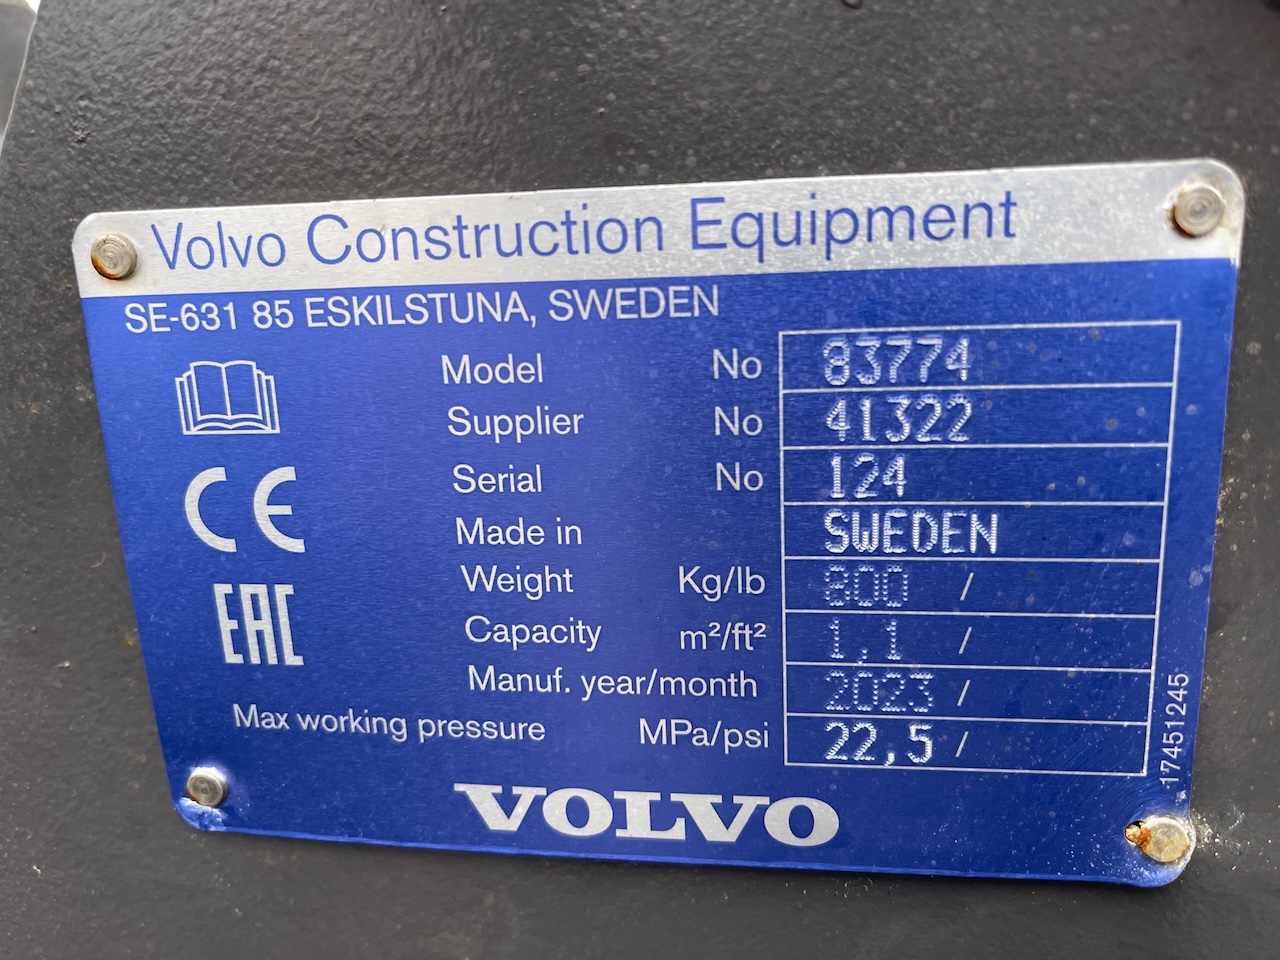 Volvo Construction Equipment
SE-631 85 ESKILSTUNA, SWEDEN
Model No 83774
Supplier No 41322
Serial No 124
Made in SWEDEN
Weight Kg/lb 800 /
Capacity m²/ft² 1,1 /
Manuf. year/month 2023 /
Max working pressure MPa/psi 22,5 /
CE
EAC
17451245
VOLVO